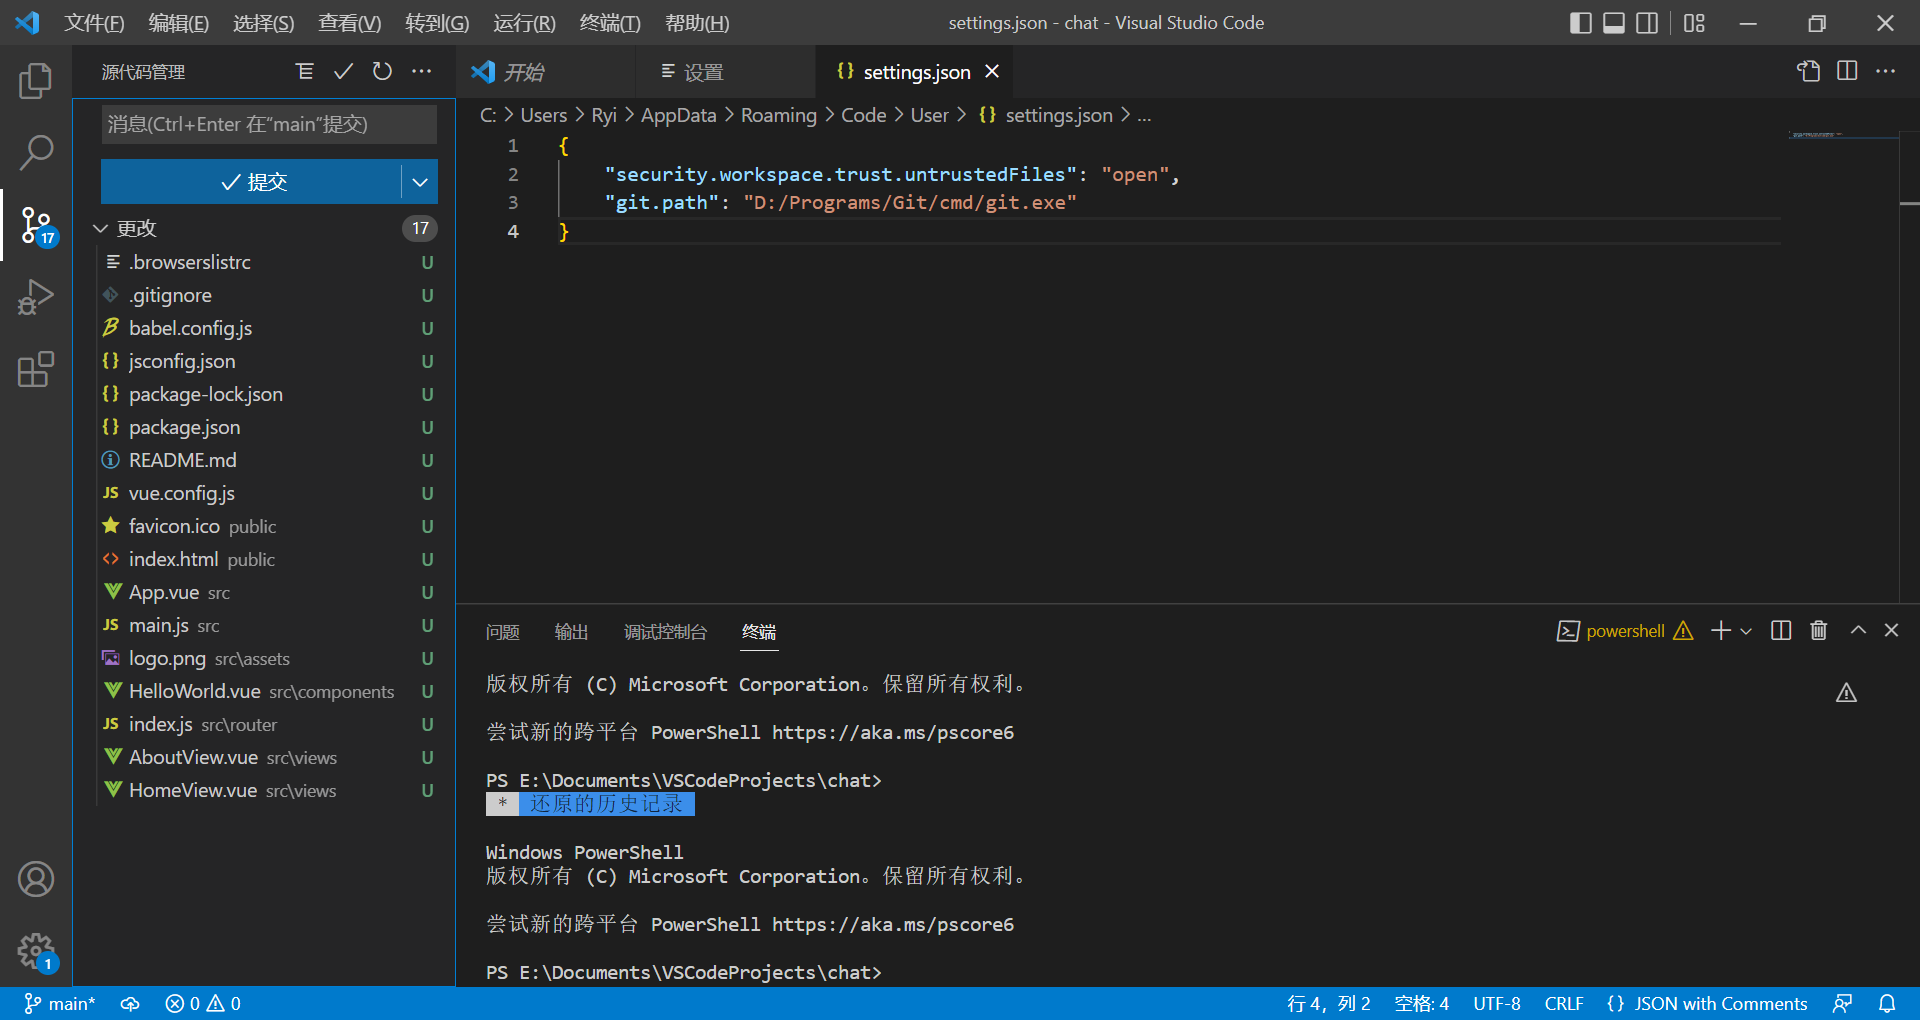 文件(F) 编辑(E) 选择(S) 查看(V) 转到(G) 运行(R) 终端(T) 帮助(H) settings.json - chat - Visual Studio Code
源代码管理
消息(Ctrl+Enter 在“main”提交)
提交
17
更改 17
.browserslistrc U
.gitignore U
babel.config.js U
jsconfig.json U
package-lock.json U
package.json U
README.md U
JS vue.config.js U
favicon.ico public U
index.html public U
App.vue src U
JS main.js src U
logo.png src\assets U
HelloWorld.vue src\components U
JS index.js src\router U
AboutView.vue src\views U
HomeView.vue src\views U
1
开始 设置 {} settings.json
C: > Users > Ryi > AppData > Roaming > Code > User > {} settings.json > ...
1 {
2 "security.workspace.trust.untrustedFiles": "open",
3 "git.path": "D:/Programs/Git/cmd/git.exe"
4 }
问题 输出 调试控制台 终端 powershell
版权所有 (C) Microsoft Corporation。保留所有权利。
尝试新的跨平台 PowerShell https://aka.ms/pscore6
PS E:\Documents\VSCodeProjects\chat>
* 还原的历史记录
Windows PowerShell
版权所有 (C) Microsoft Corporation。保留所有权利。
尝试新的跨平台 PowerShell https://aka.ms/pscore6
PS E:\Documents\VSCodeProjects\chat>
main* 0 0 行 4，列 2 空格: 4 UTF-8 CRLF {} JSON with Comments